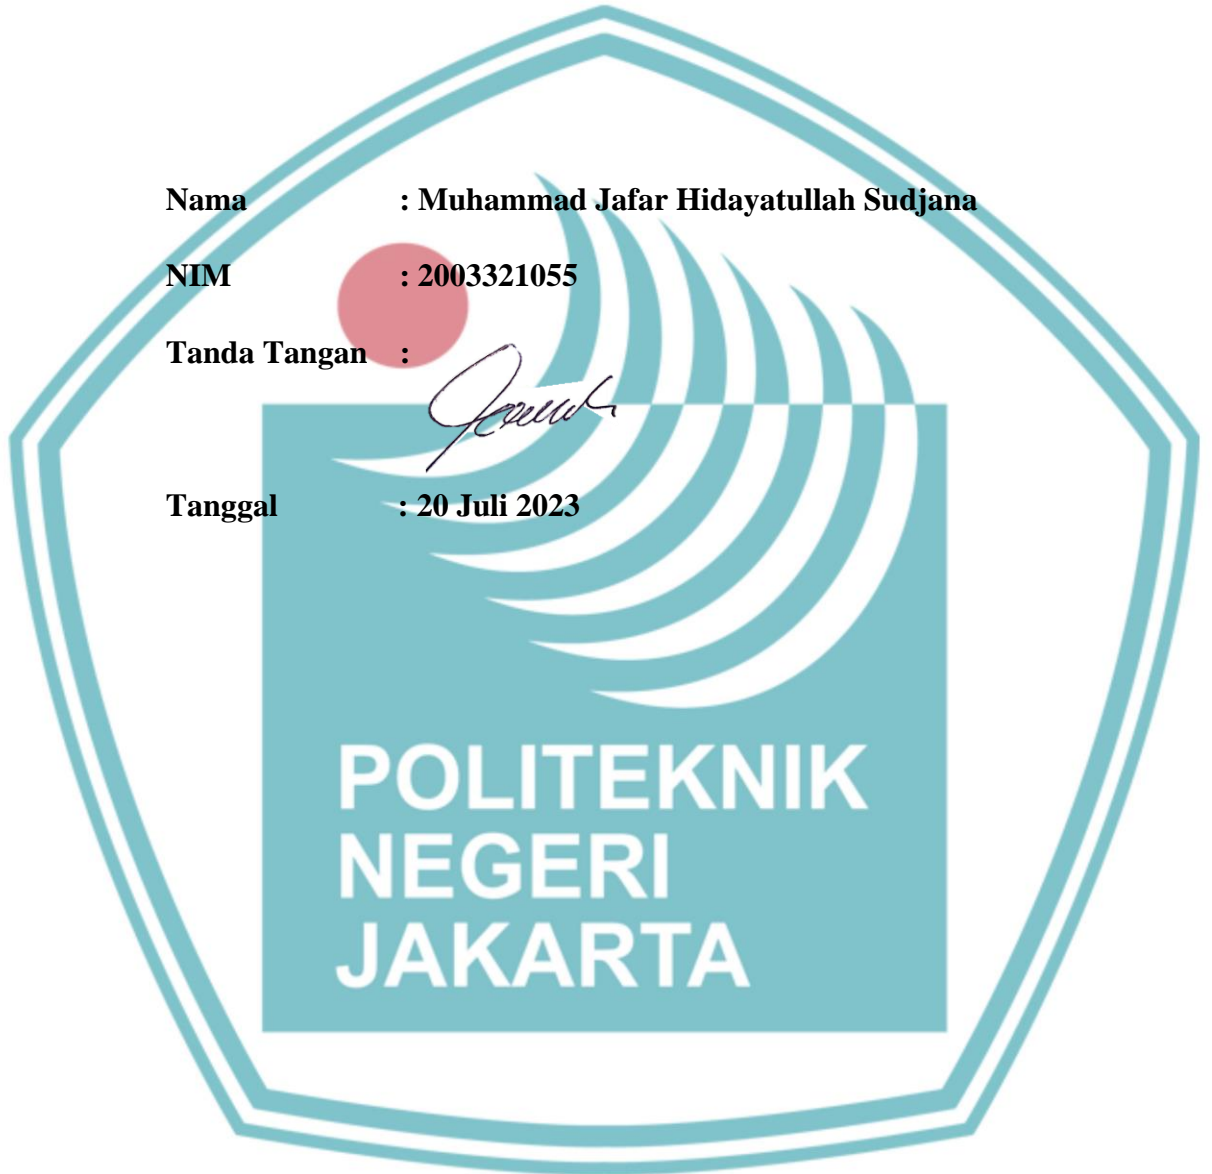 Nama : Muhammad Jafar Hidayatullah Sudjana
NIM : 2003321055
Tanda Tangan :
Tanggal : 20 Juli 2023
POLITEKNIK
NEGERI
JAKARTA